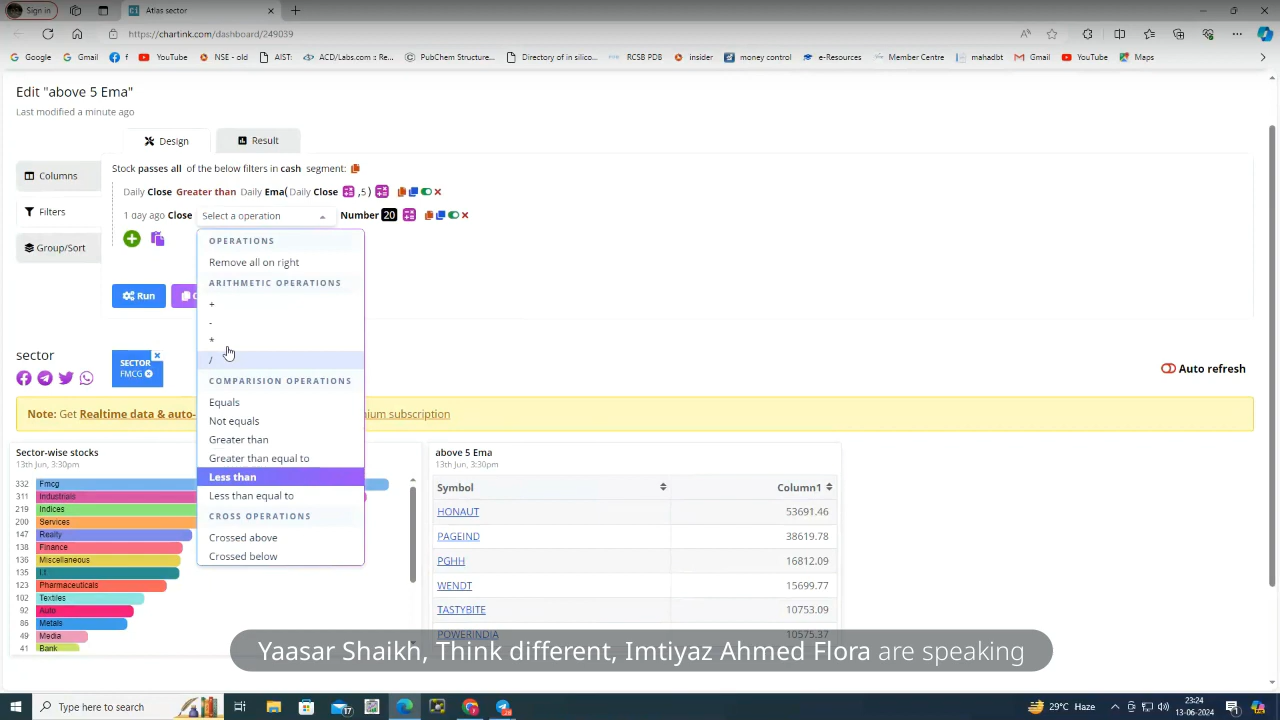 Sign in
Atlas sector
https://chartink.com/dashboard/249039
Google Gmail f YouTube NSE - old AIST: ACD/Labs... - Re... PubChem Structure... Directory of in silico... RCSB PDB insider money control e-Resources Member Centre mahadbt Gmail YouTube Maps
Edit "above 5 Ema"
Last modified a minute ago
Design Result
Columns
Filters
Group/Sort
Stock passes all of the below filters in cash segment:
Daily Close Greater than Daily Ema( Daily Close ,5 )
1 day ago Close Select a operation Number 20
OPERATIONS
Remove all on right
ARITHMETIC OPERATIONS
+
-
*
/
COMPARISION OPERATIONS
Equals
Not equals
Greater than
Greater than equal to
Less than
Less than equal to
CROSS OPERATIONS
Crossed above
Crossed below
Run
sector
SECTOR
FMCG
Auto refresh
Note: Get Realtime data & auto- ium subscription
Sector-wise stocks
13th Jun, 3:30pm
332 Fmcg
311 Industrials
219 Indices
200 Services
147 Realty
138 Finance
136 Miscellaneous
135 I.t
123 Pharmaceuticals
102 Textiles
92 Auto
86 Metals
49 Media
41 Bank
above 5 Ema
13th Jun, 3:30pm
Symbol Column1
HONAUT 53691.46
PAGEIND 38619.78
PGHH 16812.09
WENDT 15699.77
TASTYBITE 10753.09
POWERINDIA 10575.37
Yaasar Shaikh, Think different, Imtiyaz Ahmed Flora are speaking
Type here to search
17
29°C Haze
23:24
13-06-2024